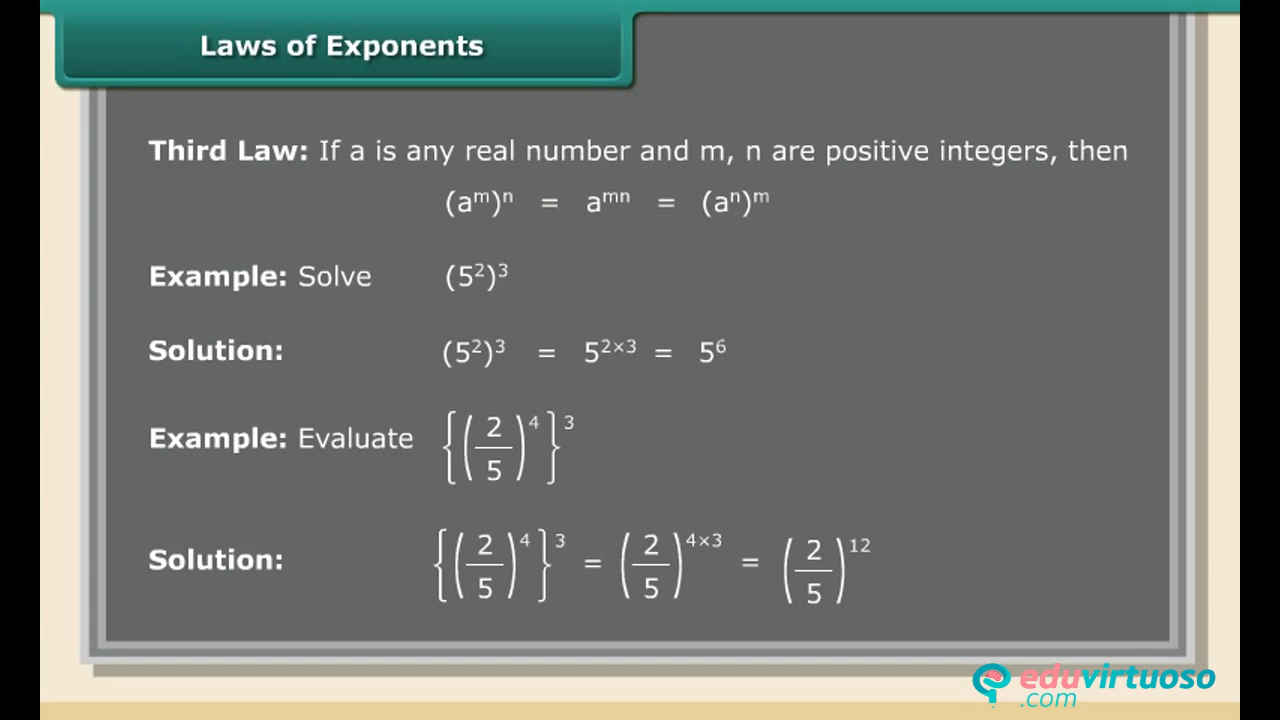 Laws of Exponents
Third Law: If a is any real number and m, n are positive integers, then
(aᵐ)ⁿ = aᵐⁿ = (aⁿ)ᵐ
Example: Solve (5²)³
Solution: (5²)³ = 5²ˣ³ = 5⁶
Example: Evaluate {(2/5)⁴}³
Solution: {(2/5)⁴}³ = (2/5)⁴ˣ³ = (2/5)¹²
eduvirtuoso
.com